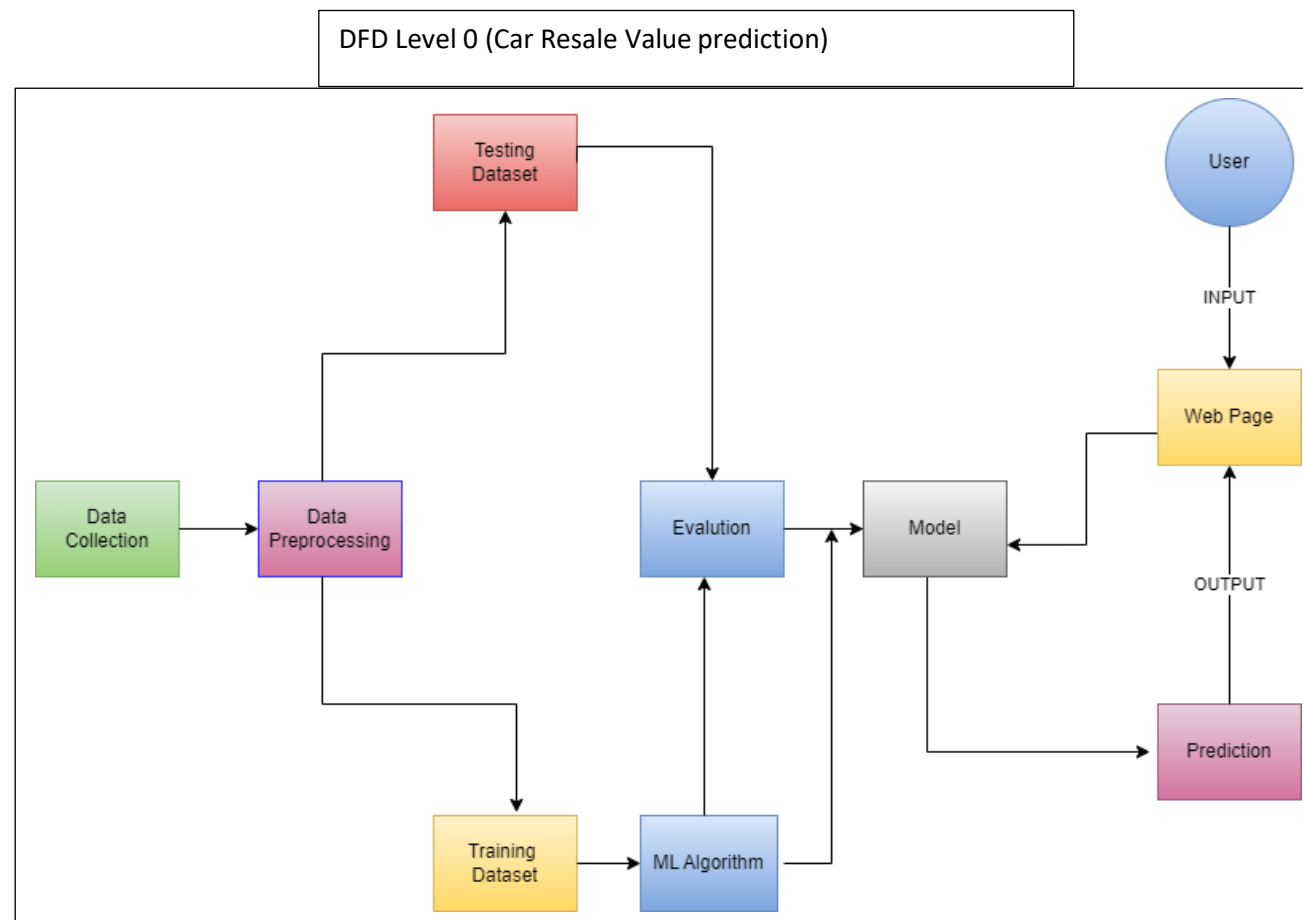 DFD Level 0 (Car Resale Value prediction)
Testing
Dataset
User
INPUT
Web Page
Data
Collection
Data
Preprocessing
Evalution
Model
OUTPUT
Prediction
Training
Dataset
ML Algorithm